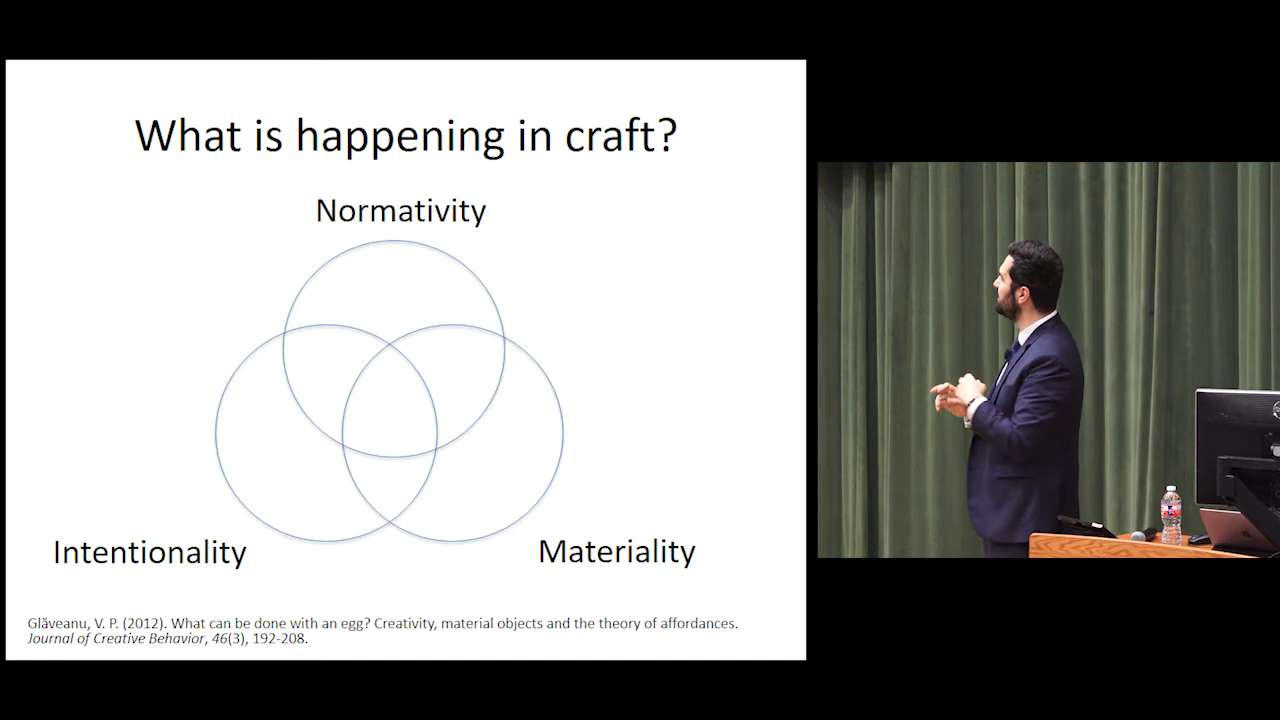 What is happening in craft?
Normativity
Intentionality
Materiality
Glăveanu, V. P. (2012). What can be done with an egg? Creativity, material objects and the theory of affordances.
Journal of Creative Behavior, 46(3), 192-208.